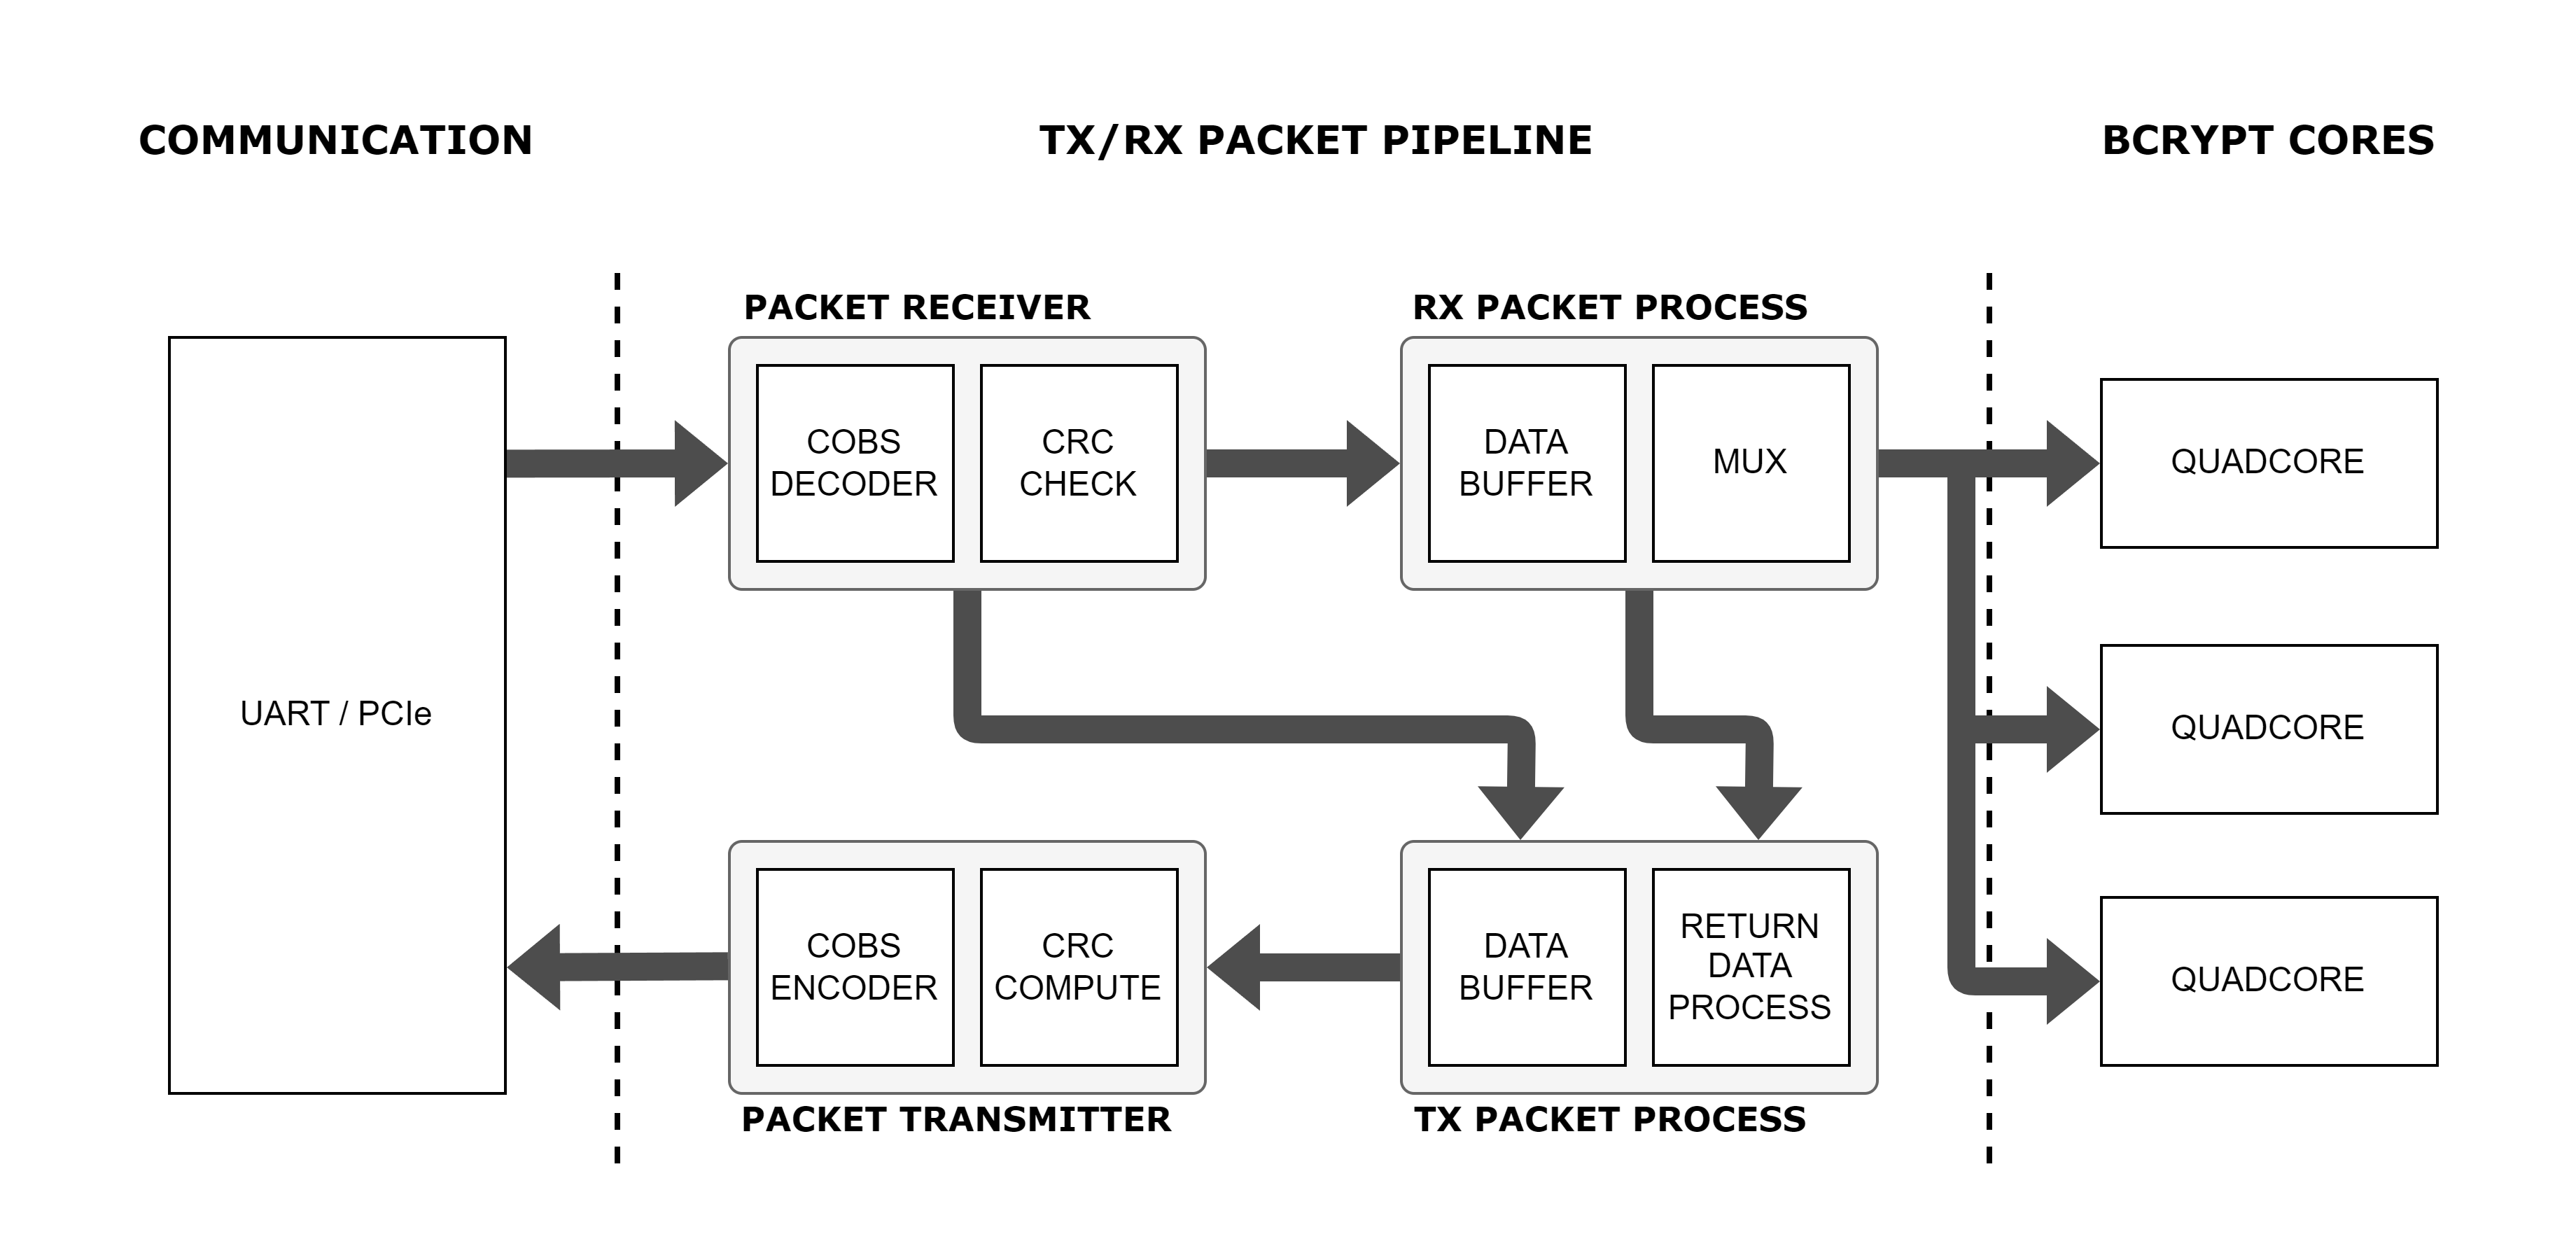 COMMUNICATION
TX/RX PACKET PIPELINE
BCRYPT CORES
PACKET RECEIVER
RX PACKET PROCESS
COBS
DECODER
CRC
CHECK
DATA
BUFFER
MUX
QUADCORE
UART / PCIe
QUADCORE
COBS
ENCODER
CRC
COMPUTE
DATA
BUFFER
RETURN
DATA
PROCESS
QUADCORE
PACKET TRANSMITTER
TX PACKET PROCESS